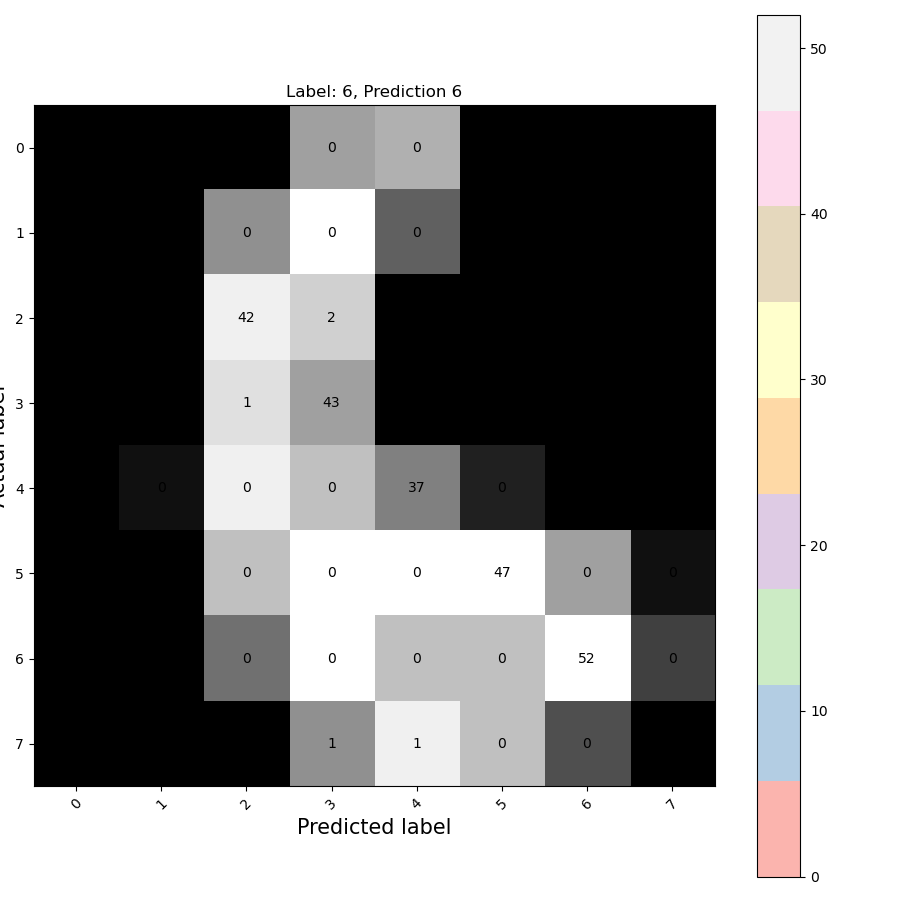 Label: 6, Prediction 6
0 0 0
1 0 0 0
2 42 2
3 1 43
4 0 0 0 37 0
5 0 0 0 47 0 0
6 0 0 0 0 52 0
7 1 1 0 0
0 1 2 3 4 5 6 7
Predicted label
Actual label
50
40
30
20
10
0